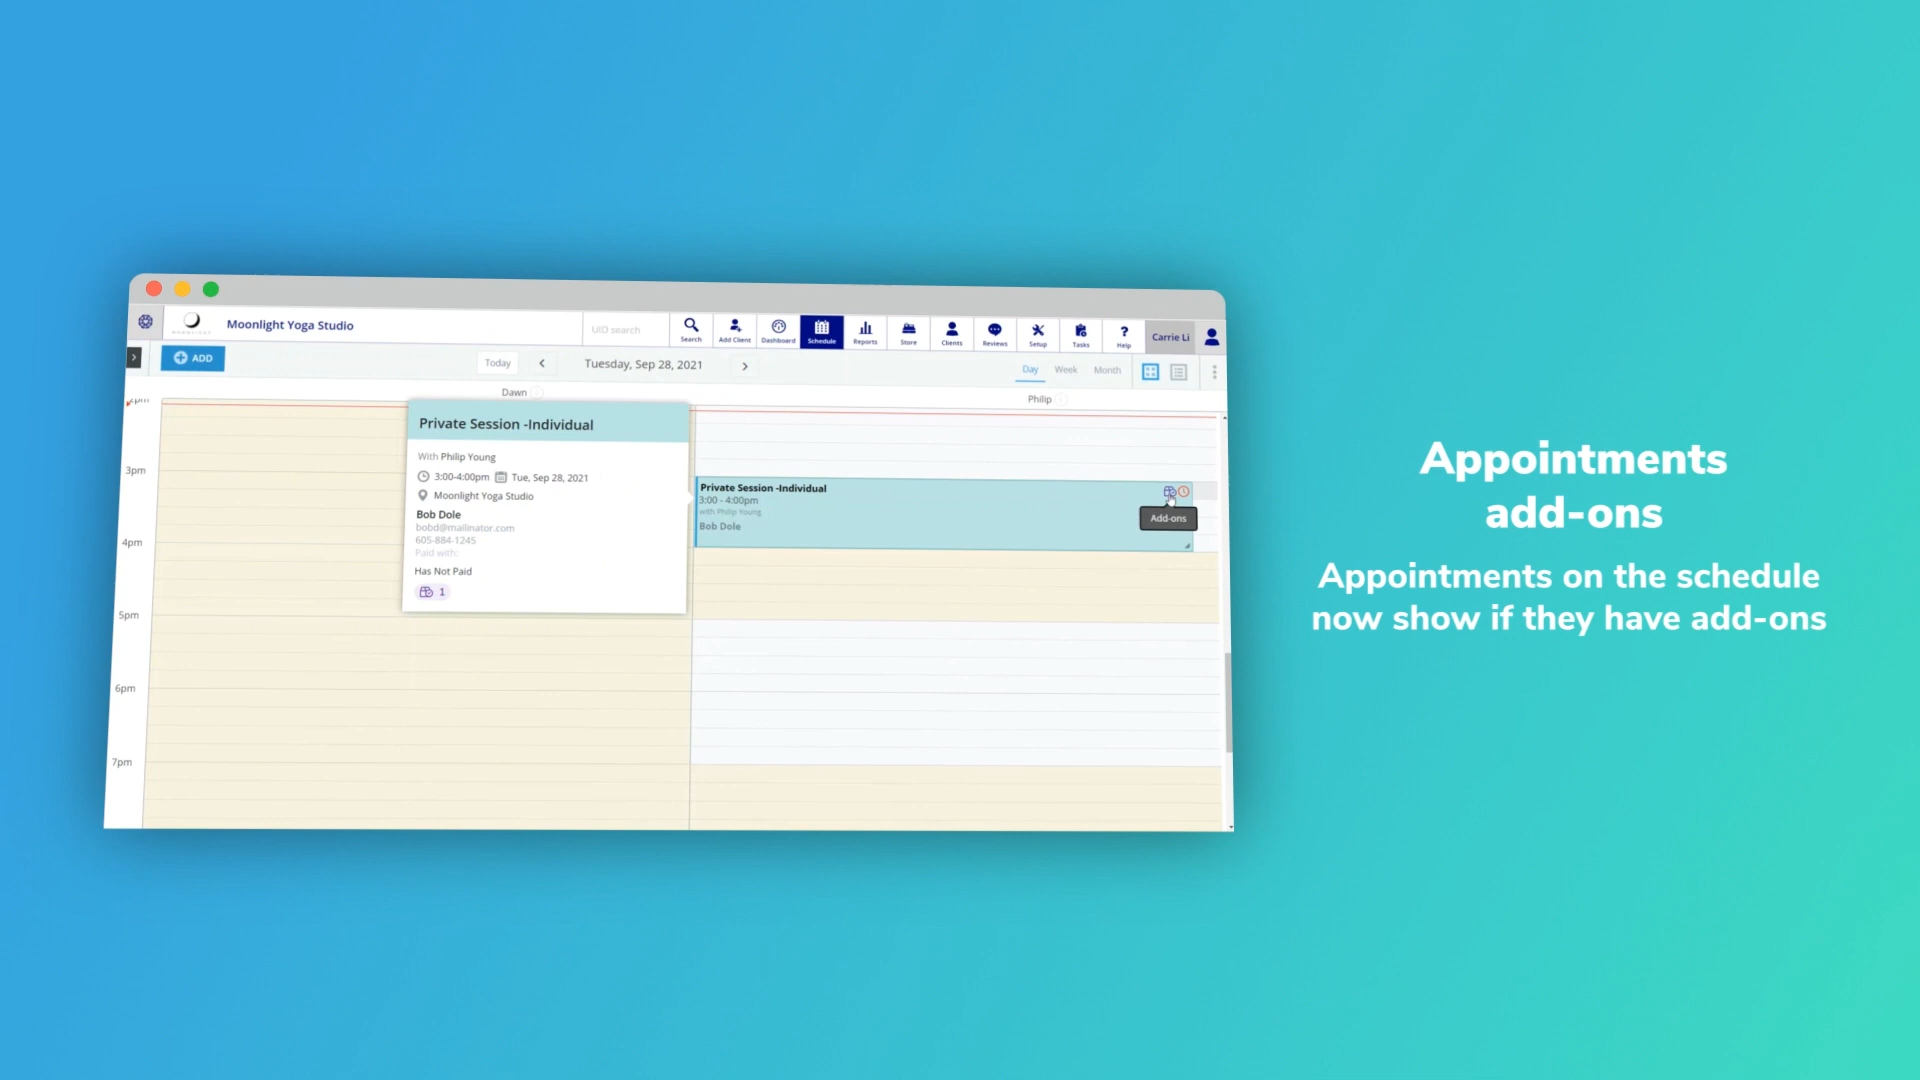 Moonlight Yoga Studio
UID search
Search
Add Client
Dashboard
Schedule
Reports
Store
Clients
Reviews
Setup
Tasks
Help
Carrie Li
ADD
Today
Tuesday, Sep 28, 2021
Day
Week
Month
Dawn
Philip
2pm
3pm
4pm
5pm
6pm
7pm
Private Session -Individual
With Philip Young
3:00-4:00pm Tue, Sep 28, 2021
Moonlight Yoga Studio
Bob Dole
bobd@mailinator.com
605-884-1245
Paid with:
Has Not Paid
1
Private Session -Individual
3:00 - 4:00pm
with Philip Young
Bob Dole
Add-ons
Appointments
add-ons
Appointments on the schedule
now show if they have add-ons